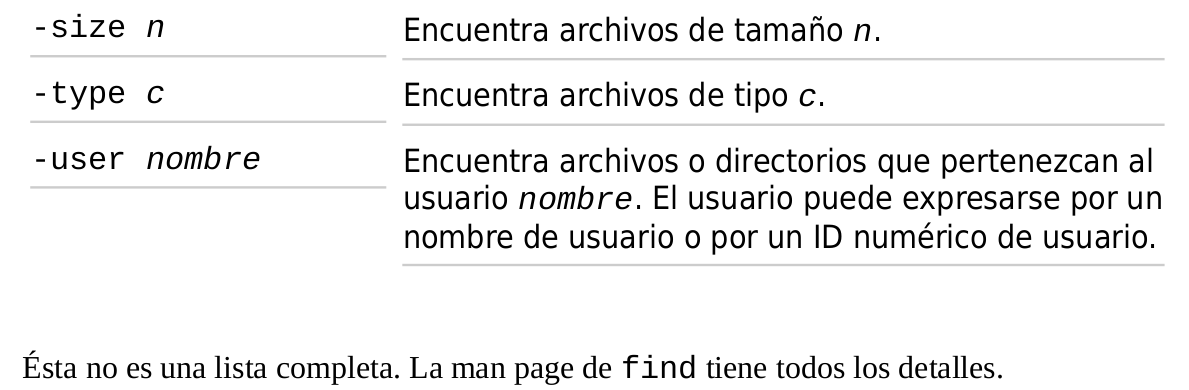 -size n Encuentra archivos de tamaño n.
-type c Encuentra archivos de tipo c.
-user nombre Encuentra archivos o directorios que pertenezcan al
usuario nombre. El usuario puede expresarse por un
nombre de usuario o por un ID numérico de usuario.
Ésta no es una lista completa. La man page de find tiene todos los detalles.